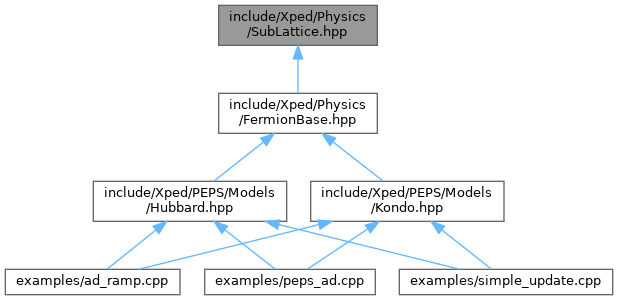 include/Xped/Physics
/SubLattice.hpp
include/Xped/Physics
/FermionBase.hpp
include/Xped/PEPS/Models
/Hubbard.hpp
include/Xped/PEPS/Models
/Kondo.hpp
examples/ad_ramp.cpp
examples/peps_ad.cpp
examples/simple_update.cpp